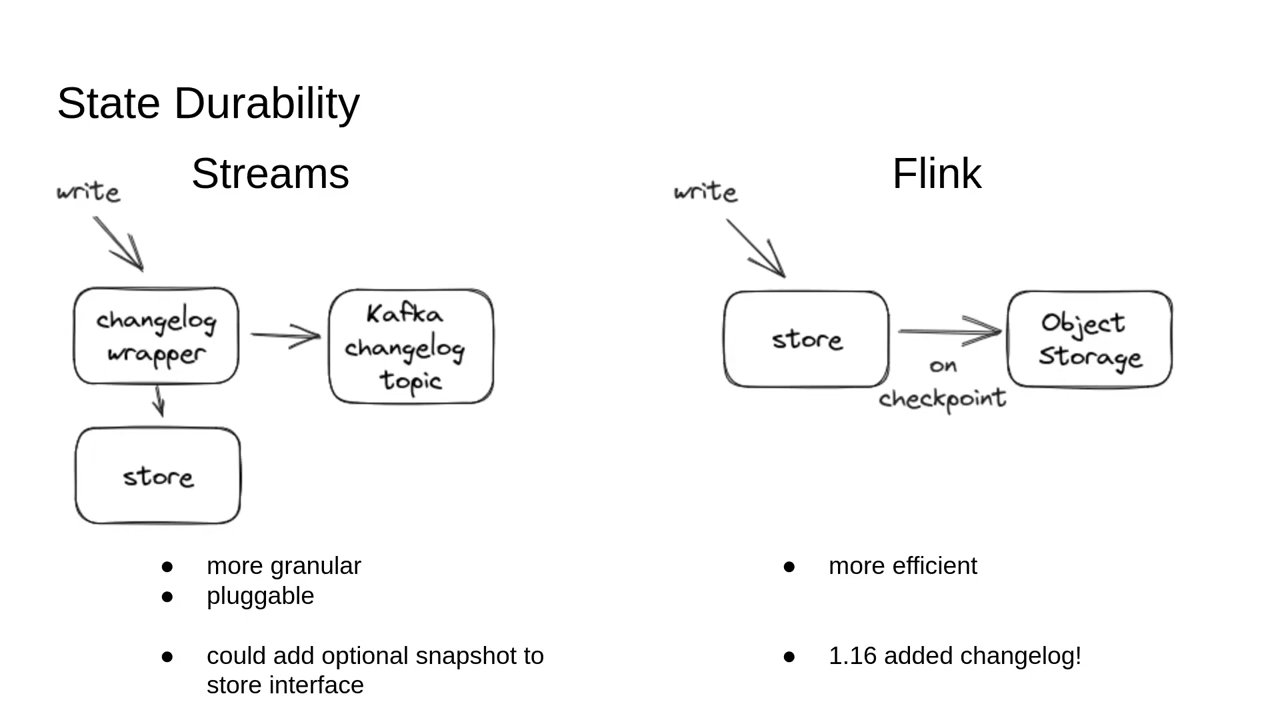 State Durability
Streams
write
changelog
wrapper
Kafka
changelog
topic
store
● more granular
● pluggable
● could add optional snapshot to
store interface
Flink
write
store
on
checkpoint
Object
Storage
● more efficient
● 1.16 added changelog!